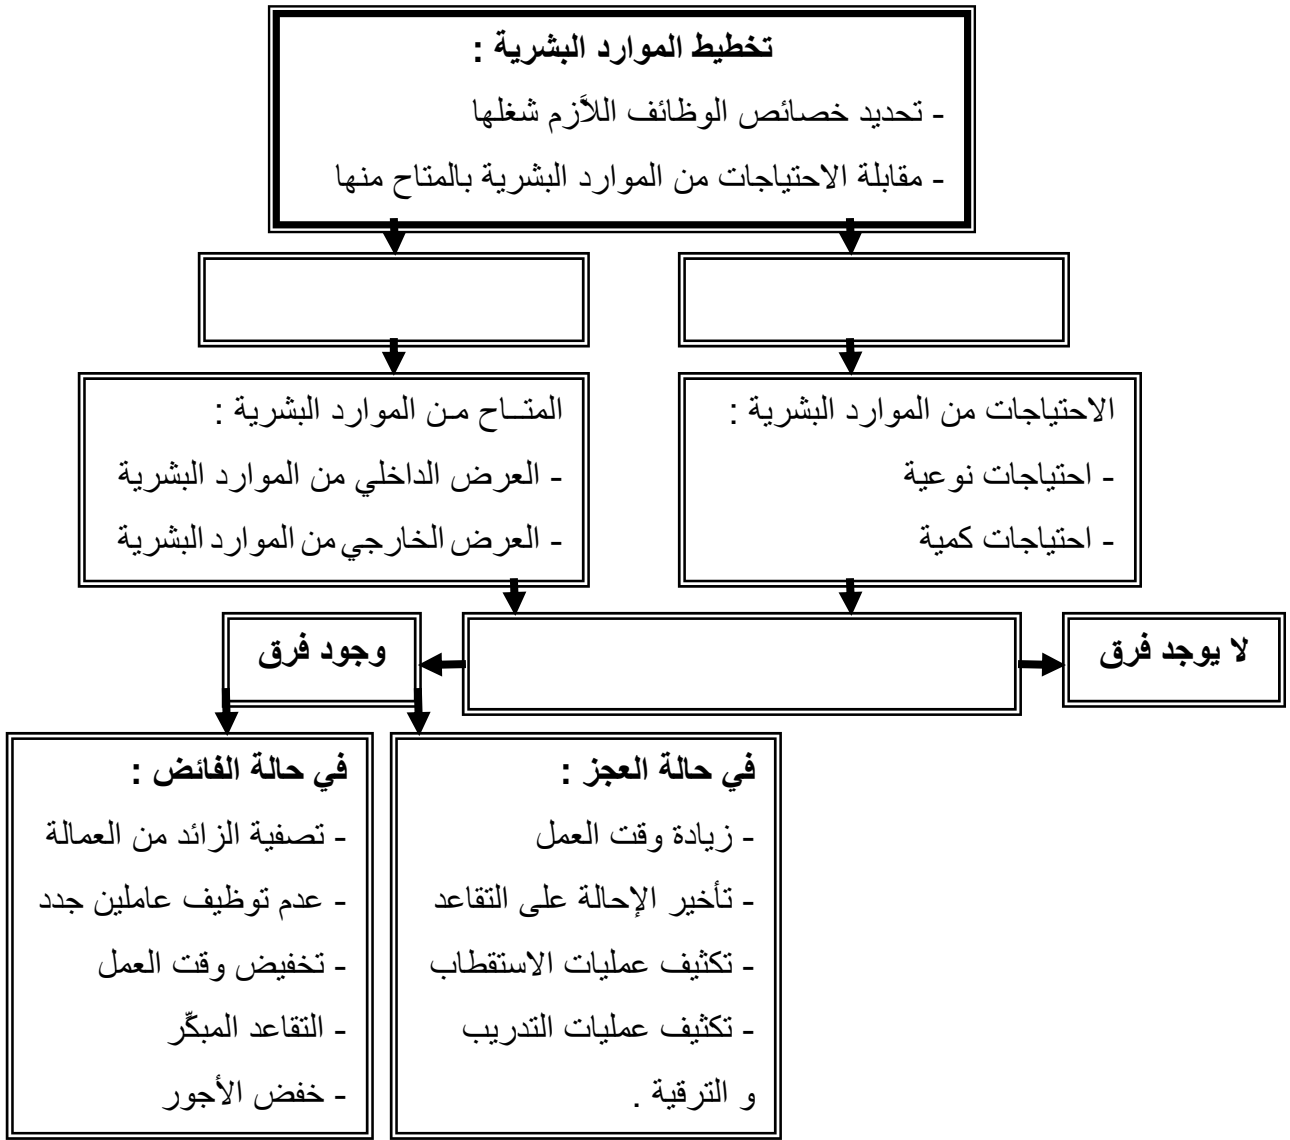 تخطيط الموارد البشرية :
- تحديد خصائص الوظائف اللاَزم شغلها
- مقابلة الاحتياجات من الموارد البشرية بالمتاح منها
الاحتياجات من الموارد البشرية :
- احتياجات نوعية
- احتياجات كمية
المتــاح مـن الموارد البشرية :
- العرض الداخلي من الموارد البشرية
- العرض الخارجي من الموارد البشرية
لا يوجد فرق
وجود فرق
في حالة العجز :
- زيادة وقت العمل
- تأخير الإحالة على التقاعد
- تكثيف عمليات الاستقطاب
- تكثيف عمليات التدريب
و الترقية .
في حالة الفائض :
- تصفية الزائد من العمالة
- عدم توظيف عاملين جدد
- تخفيض وقت العمل
- التقاعد المبكّر
- خفض الأجور